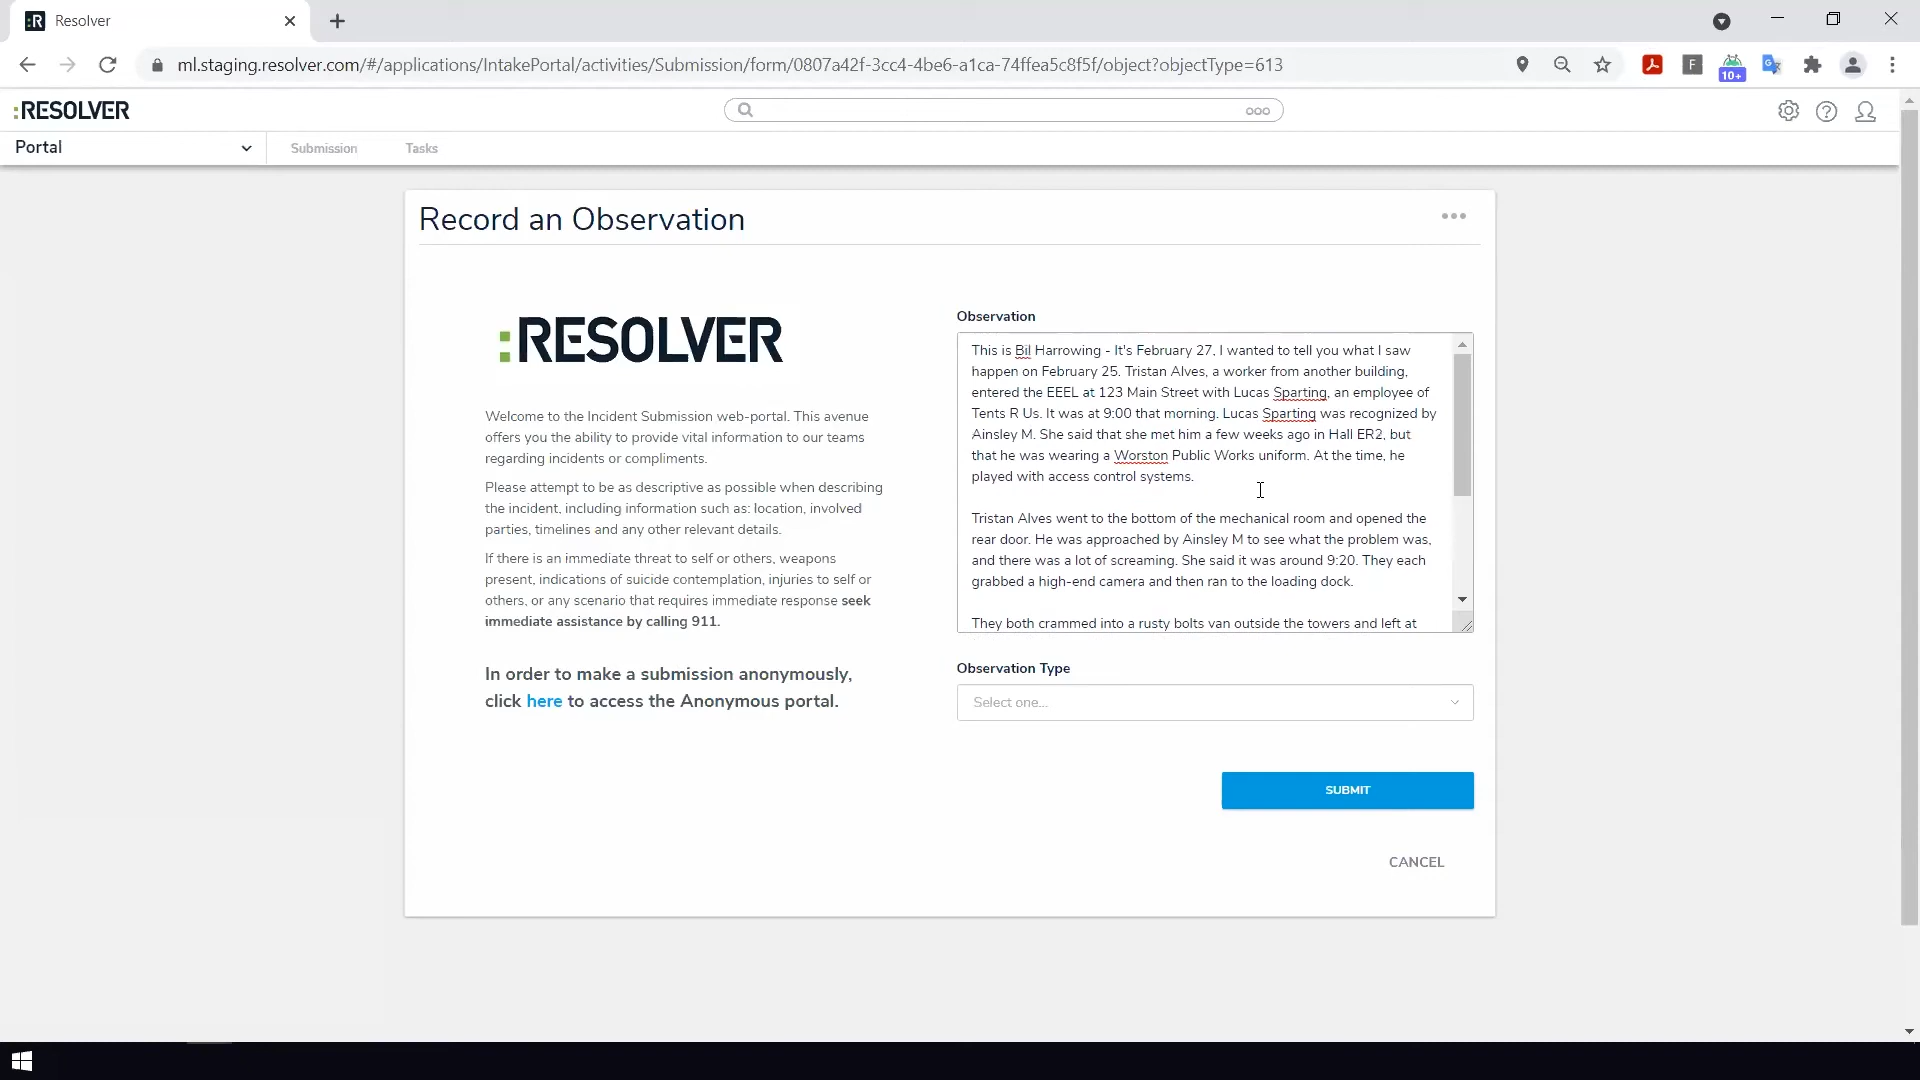 Resolver
ml.staging.resolver.com/#/applications/IntakePortal/activities/Submission/form/0807a42f-3cc4-4be6-a1ca-74ffea5c8f5f/object?objectType=613
F
10+
:RESOLVER
Portal
Submission
Tasks
Record an Observation
:RESOLVER
Welcome to the Incident Submission web-portal. This avenue
offers you the ability to provide vital information to our teams
regarding incidents or compliments.
Please attempt to be as descriptive as possible when describing
the incident, including information such as: location, involved
parties, timelines and any other relevant details.
If there is an immediate threat to self or others, weapons
present, indications of suicide contemplation, injuries to self or
others, or any scenario that requires immediate response seek
immediate assistance by calling 911.
In order to make a submission anonymously,
click here to access the Anonymous portal.
Observation
This is Bil Harrowing - It's February 27, I wanted to tell you what I saw
happen on February 25. Tristan Alves, a worker from another building,
entered the EEEL at 123 Main Street with Lucas Sparting, an employee of
Tents R Us. It was at 9:00 that morning. Lucas Sparting was recognized by
Ainsley M. She said that she met him a few weeks ago in Hall ER2, but
that he was wearing a Worston Public Works uniform. At the time, he
played with access control systems.
Tristan Alves went to the bottom of the mechanical room and opened the
rear door. He was approached by Ainsley M to see what the problem was,
and there was a lot of screaming. She said it was around 9:20. They each
grabbed a high-end camera and then ran to the loading dock.
They both crammed into a rusty bolts van outside the towers and left at
Observation Type
Select one...
SUBMIT
CANCEL